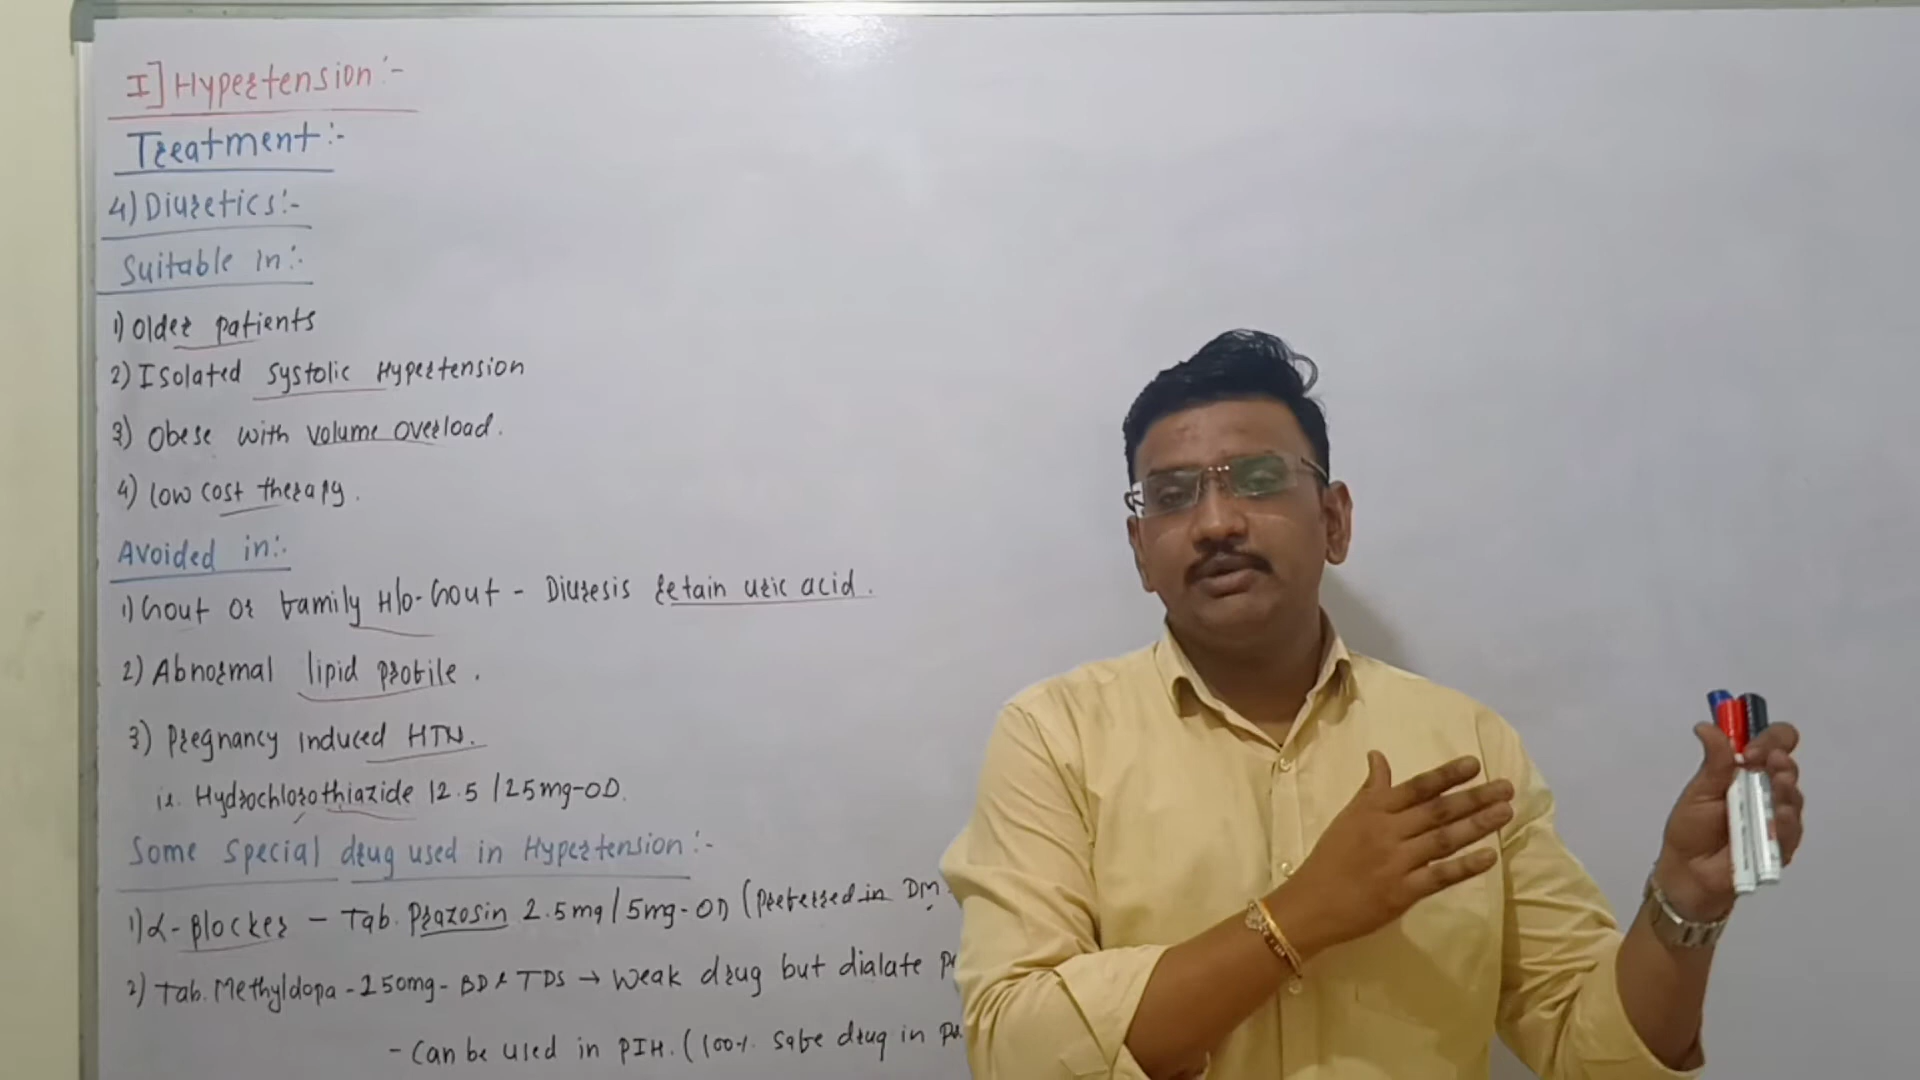 I] Hypertension :-
Treatment :-
4) Diuretics :-
Suitable in :-
1) Older patients
2) Isolated systolic Hypertension
3) Obese with volume overload.
4) low cost therapy.
Avoided in :-
1) Gout or family H/o-Gout - Diuresis retain uric acid.
2) Abnormal lipid profile.
3) Pregnancy induced HTN.
ie. Hydrochlorothiazide 12.5 / 25mg-OD.
Some special drug used in Hypertension :-
1) α-Blocker - Tab. Prazosin 2.5mg / 5mg-OD (preferred in DM
2) Tab. Methyldopa - 250mg - BD & TDS → Weak drug but dialate
- Can be used in PIH. (100% safe drug in